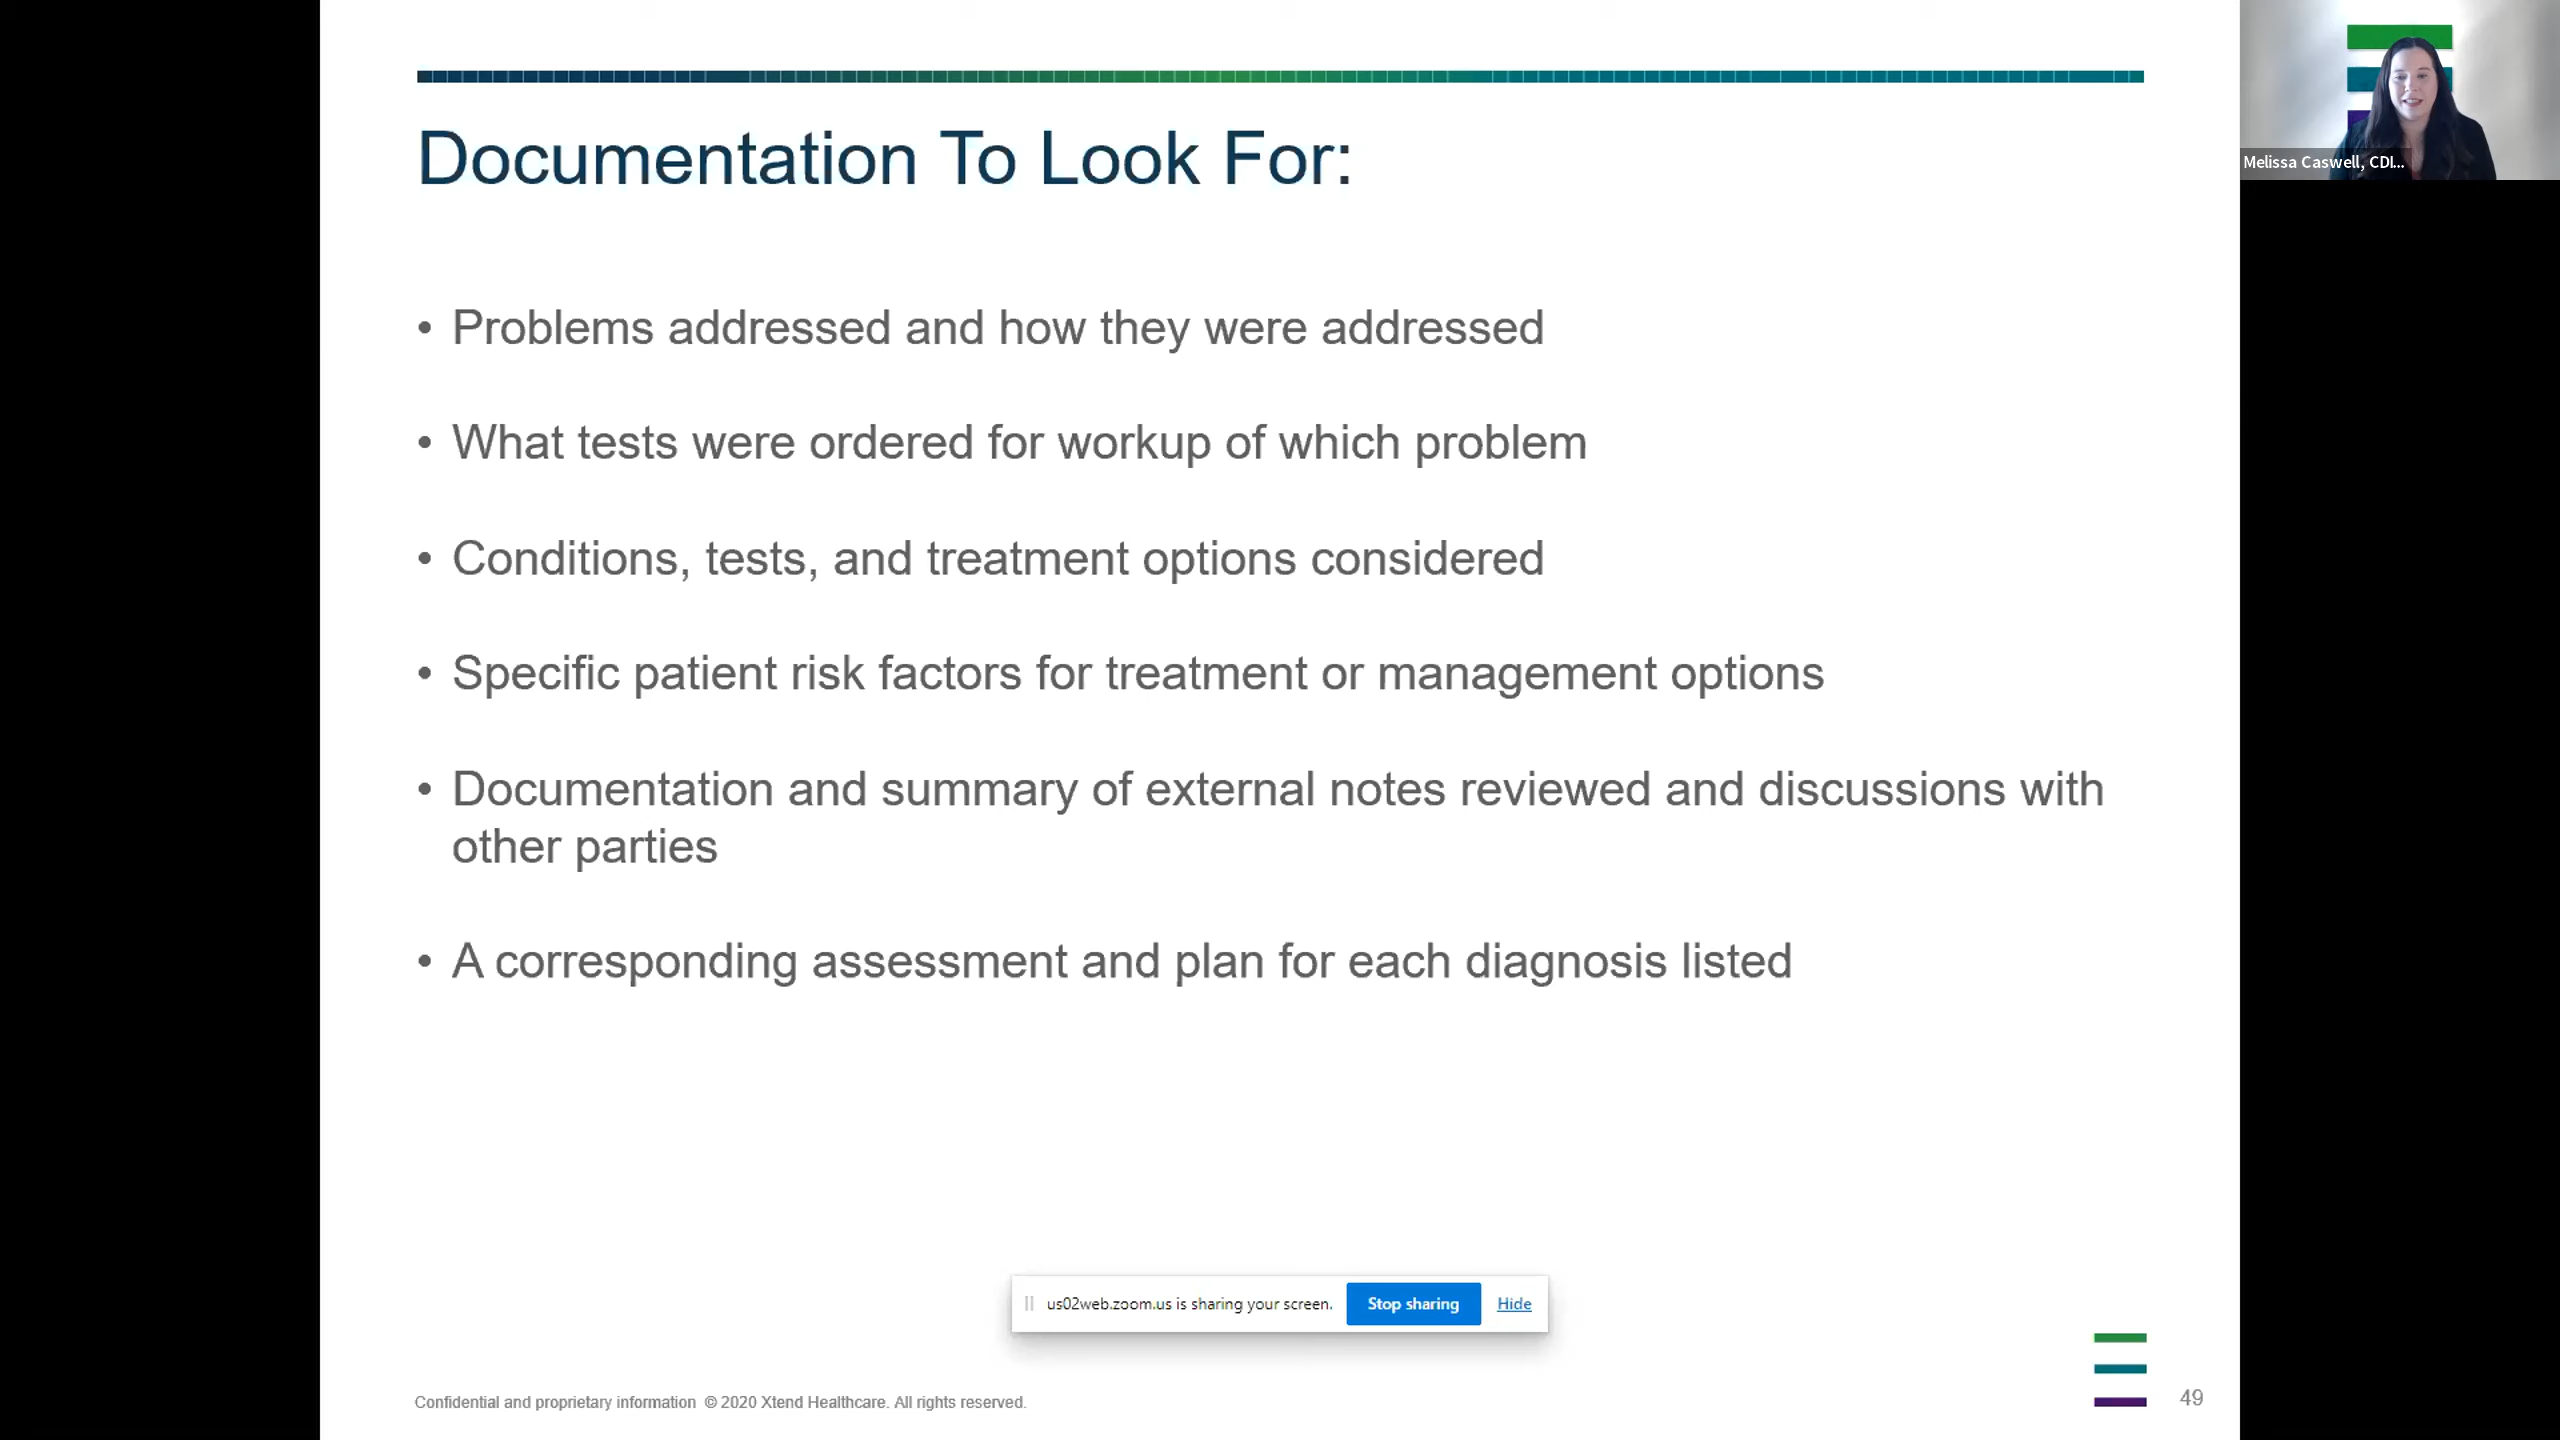 Documentation To Look For:
Melissa Caswell, CDI...
• Problems addressed and how they were addressed
• What tests were ordered for workup of which problem
• Conditions, tests, and treatment options considered
• Specific patient risk factors for treatment or management options
• Documentation and summary of external notes reviewed and discussions with
other parties
• A corresponding assessment and plan for each diagnosis listed
us02web.zoom.us is sharing your screen. Stop sharing Hide
Confidential and proprietary information © 2020 Xtend Healthcare. All rights reserved.
49